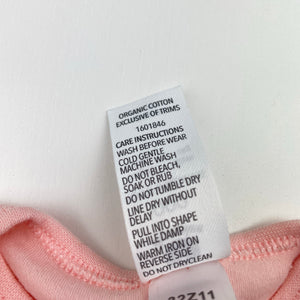 ORGANIC COTTON
EXCLUSIVE OF TRIMS
1601846
CARE INSTRUCTIONS
WASH BEFORE WEAR
COLD GENTLE
MACHINE WASH
DO NOT BLEACH,
SOAK OR RUB
DO NOT TUMBLE DRY
LINE DRY WITHOUT
DELAY
PULL INTO SHAPE
WHILE DAMP
WARM IRON ON
REVERSE SIDE
DO NOT DRYCLEAN